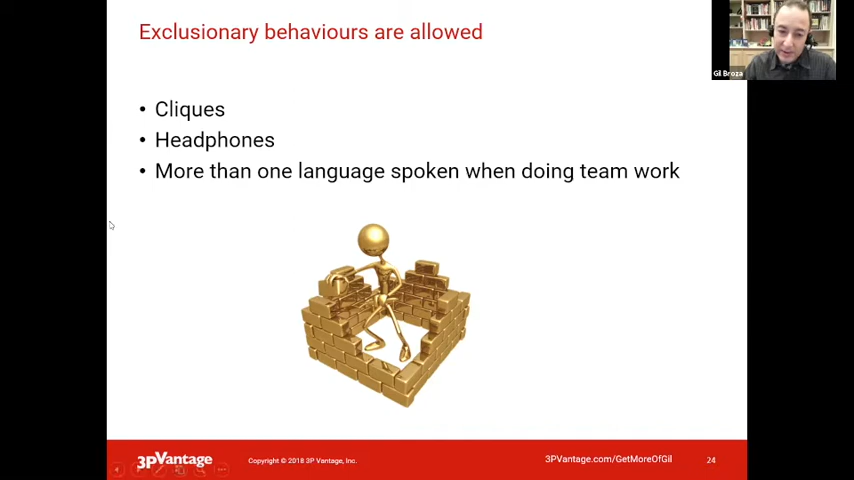 Exclusionary behaviours are allowed
Gil Broza
• Cliques
• Headphones
• More than one language spoken when doing team work
3PVantage
Copyright © 2018 3P Vantage, Inc.
3PVantage.com/GetMoreOfGil
24